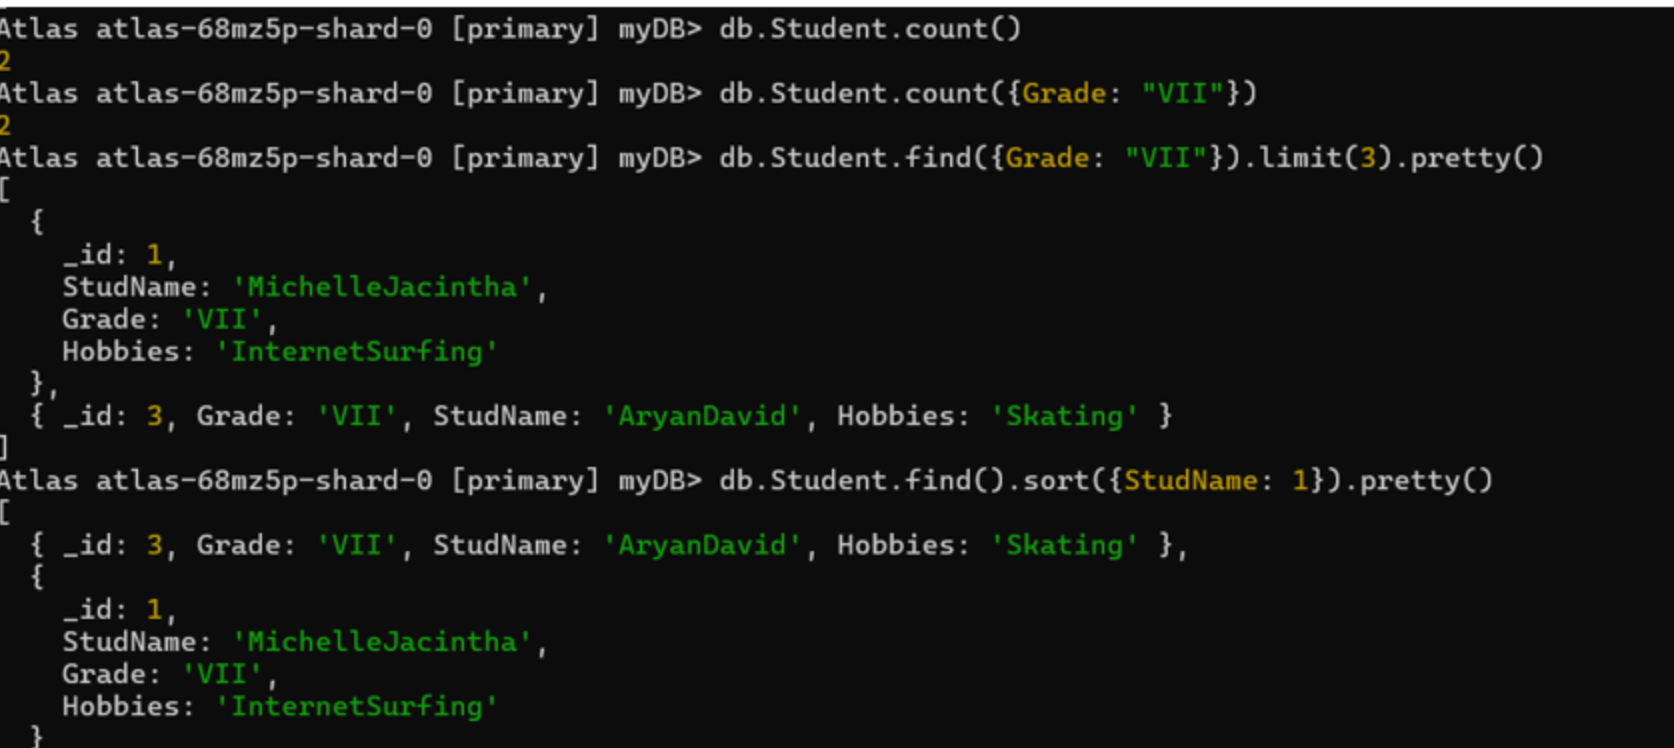 Atlas atlas-68mz5p-shard-0 [primary] myDB> db.Student.count()
2
Atlas atlas-68mz5p-shard-0 [primary] myDB> db.Student.count({Grade: "VII"})
2
Atlas atlas-68mz5p-shard-0 [primary] myDB> db.Student.find({Grade: "VII"}).limit(3).pretty()
[
  {
    _id: 1,
    StudName: 'MichelleJacintha',
    Grade: 'VII',
    Hobbies: 'InternetSurfing'
  },
  { _id: 3, Grade: 'VII', StudName: 'AryanDavid', Hobbies: 'Skating' }
]
Atlas atlas-68mz5p-shard-0 [primary] myDB> db.Student.find().sort({StudName: 1}).pretty()
[
  { _id: 3, Grade: 'VII', StudName: 'AryanDavid', Hobbies: 'Skating' },
  {
    _id: 1,
    StudName: 'MichelleJacintha',
    Grade: 'VII',
    Hobbies: 'InternetSurfing'
  }